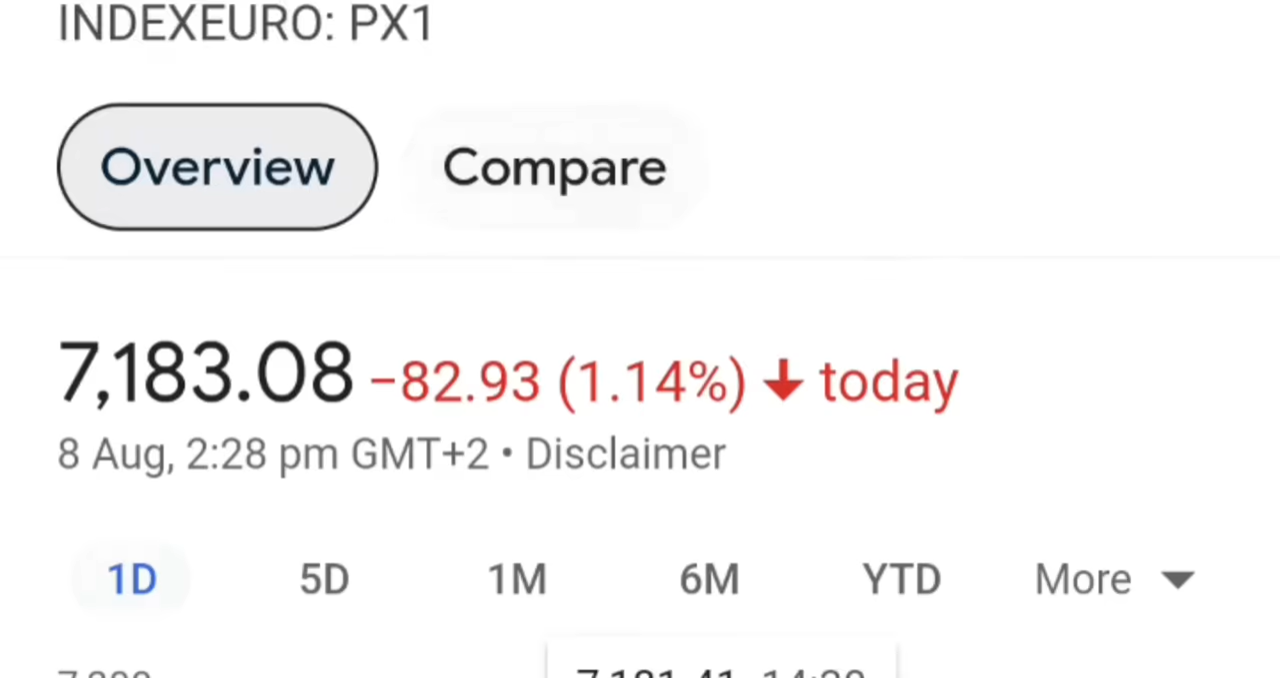 INDEXEURO: PX1
Overview Compare
7,183.08 −82.93 (1.14%) ↓ today
8 Aug, 2:28 pm GMT+2 • Disclaimer
1D 5D 1M 6M YTD More